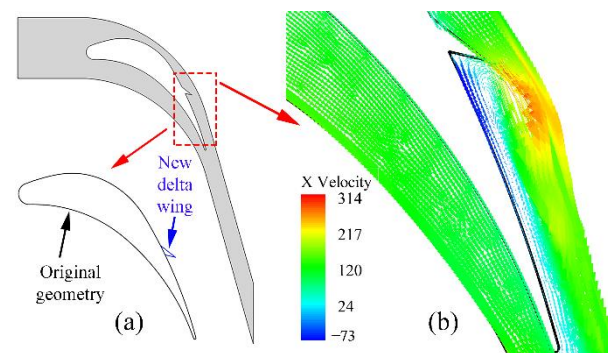 New
delta
wing
Original
geometry
(a)
X Velocity
314
217
120
24
−73
(b)